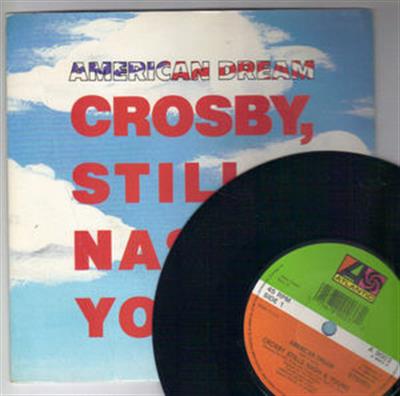 AMERICAN DREAM
CROSBY,
STILL
NAS
YO
ATLANTIC
45 RPM
SIDE 1
AMERICAN DREAM
CROSBY STILLS NASH & YOUNG